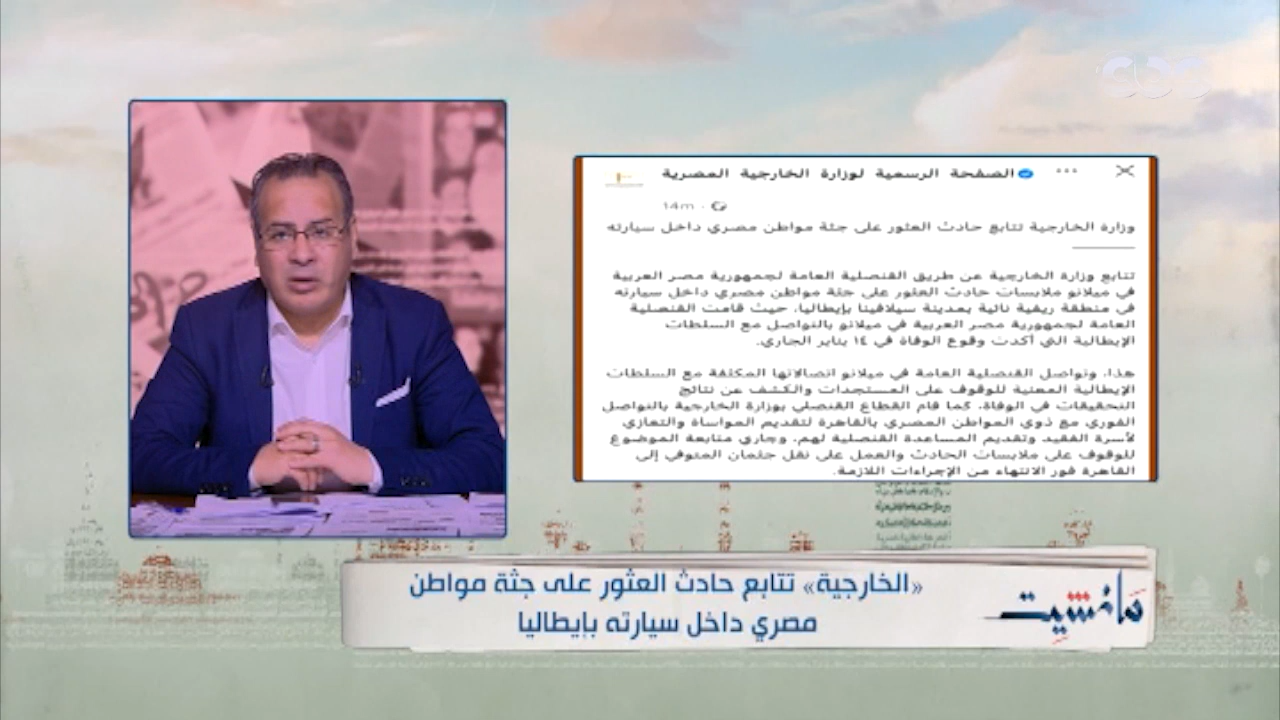 cbc
الصفحة الرسمية لوزارة الخارجية المصرية
14m
وزارة الخارجية تتابع حادث العثور على جثة مواطن مصري داخل سيارته
تتابع وزارة الخارجية عن طريق القنصلية العامة لجمهورية مصر العربية
في ميلانو ملابسات حادث العثور على جثة مواطن مصري داخل سيارته
في منطقة ريفية نائية بمدينة سيلافينا بإيطاليا، حيث قامت القنصلية
العامة لجمهورية مصر العربية في ميلانو بالتواصل مع السلطات
الإيطالية التي أكدت وقوع الوفاة في ١٤ يناير الجاري.
هذا، وتواصل القنصلية العامة في ميلانو اتصالاتها المكثفة مع السلطات
الإيطالية المعنية للوقوف على المستجدات والكشف عن نتائج
التحقيقات في الوفاة، كما قام القطاع القنصلي بوزارة الخارجية بالتواصل
الفوري مع ذوي المواطن المصري بالقاهرة لتقديم المواساة والتعازي
لأسرة الفقيد وتقديم المساعدة القنصلية لهم، وجاري متابعة الموضوع
للوقوف على ملابسات الحادث والعمل على نقل جثمان المتوفي إلى
القاهرة فور الانتهاء من الإجراءات اللازمة.
مانشيت
«الخارجية» تتابع حادث العثور على جثة مواطن
مصري داخل سيارته بإيطاليا